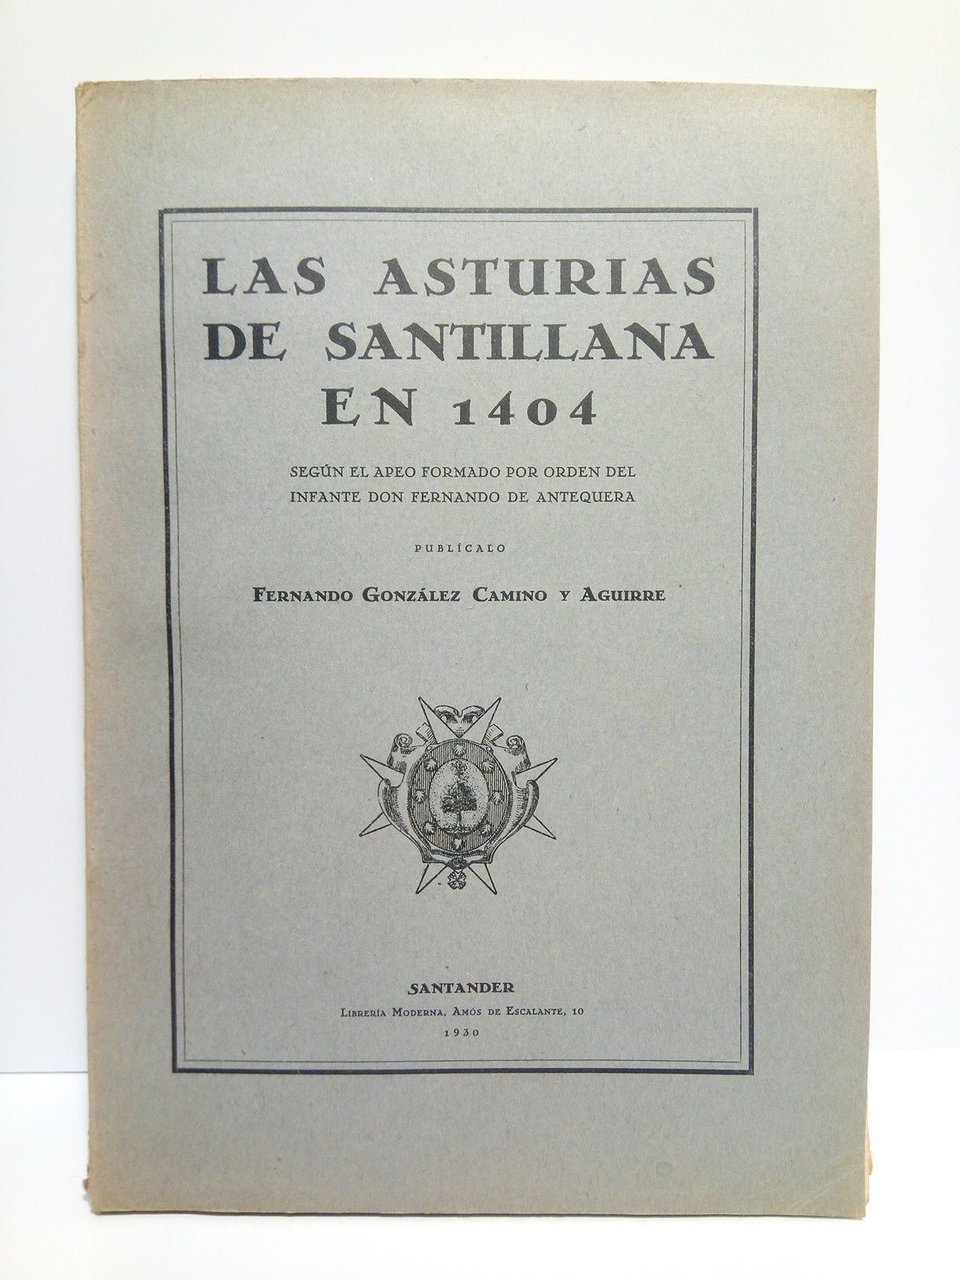 LAS ASTURIAS
DE SANTILLANA
EN 1404
SEGÚN EL APEO FORMADO POR ORDEN DEL
INFANTE DON FERNANDO DE ANTEQUERA
PUBLÍCALO
FERNANDO GONZÁLEZ CAMINO Y AGUIRRE
SANTANDER
LIBRERÍA MODERNA, AMÓS DE ESCALANTE, 10
1930